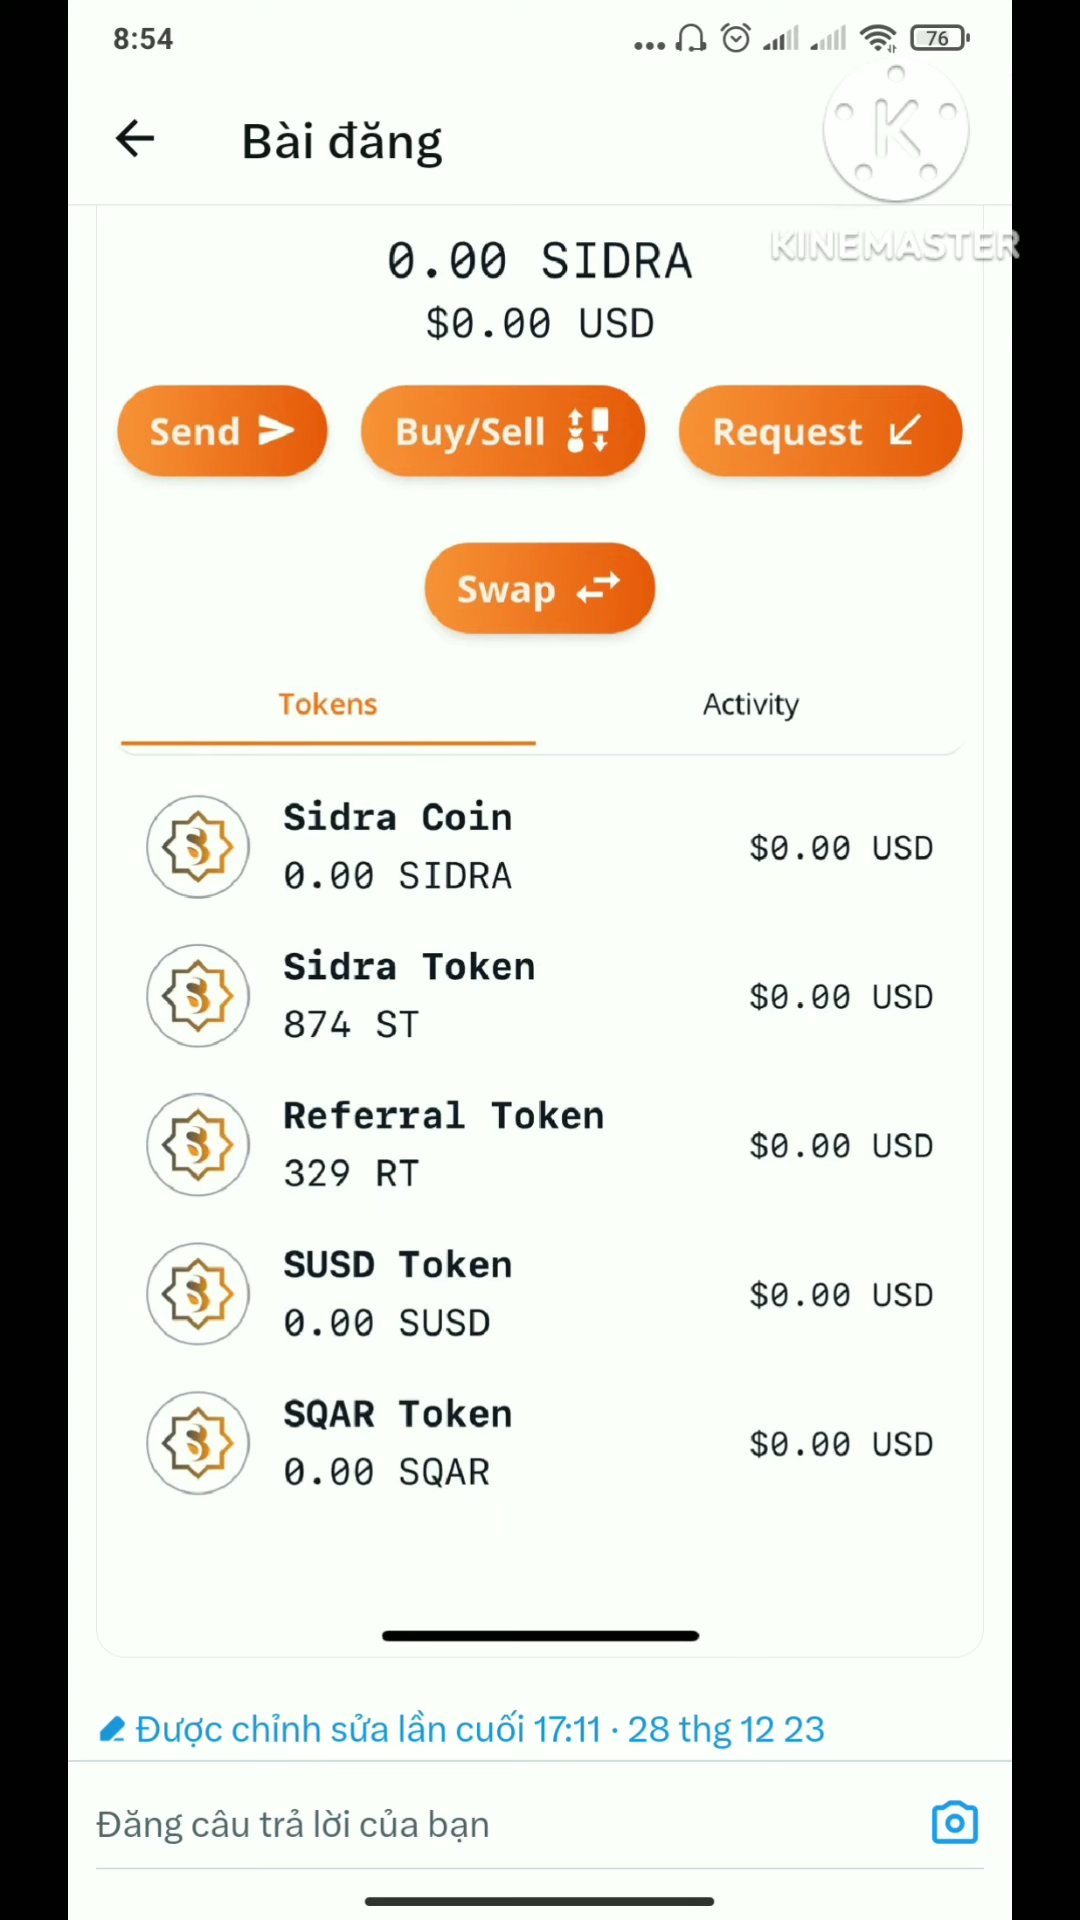 8:54
76
Bài đăng
K
KINEMASTER
0.00 SIDRA
$0.00 USD
Send
Buy/Sell
Request
Swap
Tokens
Activity
Sidra Coin
0.00 SIDRA
$0.00 USD
Sidra Token
874 ST
$0.00 USD
Referral Token
329 RT
$0.00 USD
SUSD Token
0.00 SUSD
$0.00 USD
SQAR Token
0.00 SQAR
$0.00 USD
Được chỉnh sửa lần cuối 17:11 · 28 thg 12 23
Đăng câu trả lời của bạn